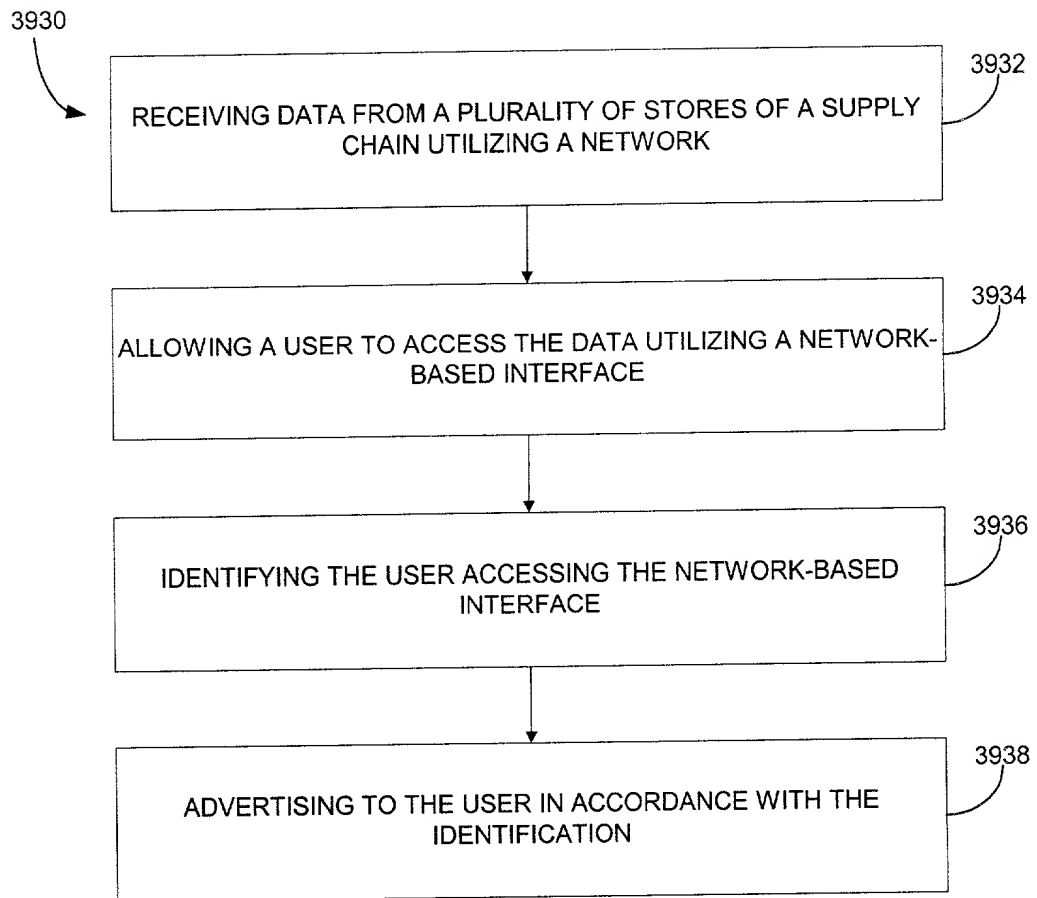 3930
3932
RECEIVING DATA FROM A PLURALITY OF STORES OF A SUPPLY
CHAIN UTILIZING A NETWORK
3934
ALLOWING A USER TO ACCESS THE DATA UTILIZING A NETWORK-
BASED INTERFACE
3936
IDENTIFYING THE USER ACCESSING THE NETWORK-BASED
INTERFACE
3938
ADVERTISING TO THE USER IN ACCORDANCE WITH THE
IDENTIFICATION